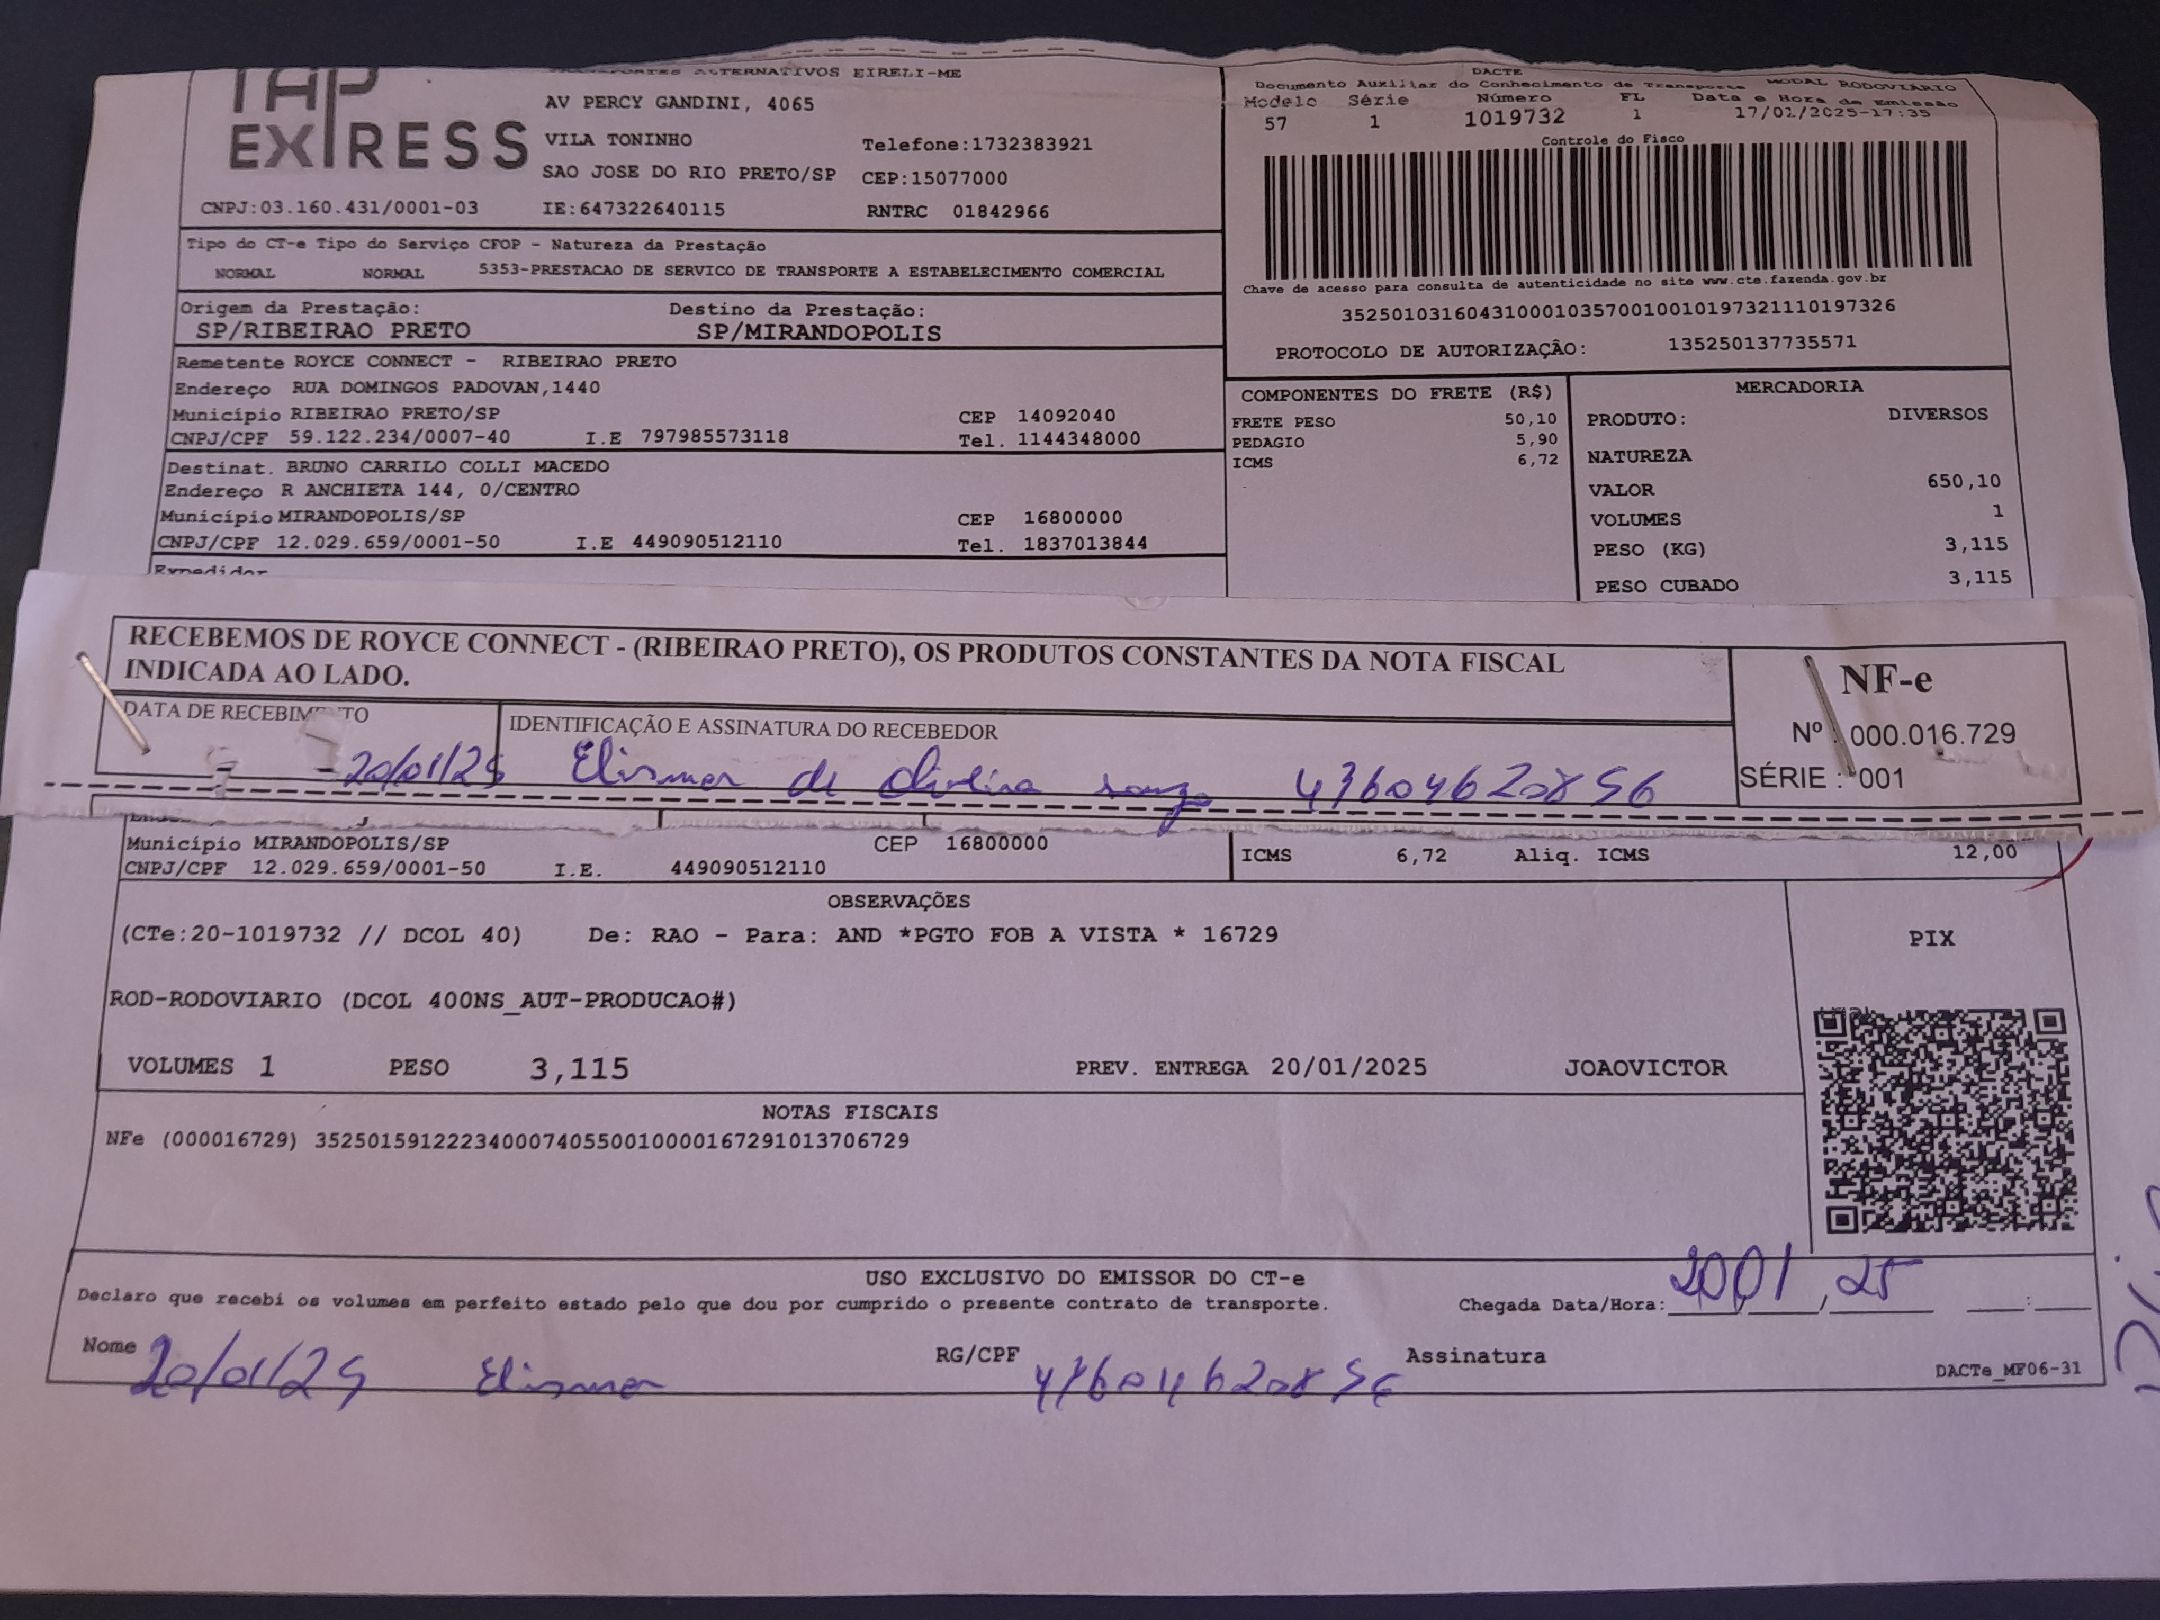 TAP
EXPRESS
ALTERNATIVOS EIRELI-ME
AV PERCY GANDINI, 4065
VILA TONINHO
Telefone:1732383921
SAO JOSE DO RIO PRETO/SP CEP:15077000
CNPJ:03.160.431/0001-03 IE:647322640115 RNTRC 01842966
DACTE
Documento Auxiliar do Conhecimento de Transporte MODAL RODOVIÁRIO
Modelo Série Número FL Data e Hora de Emissão
57 1 1019732 1 17/01/2025-17:35
Controle do Fisco
Chave de acesso para consulta de autenticidade no site www.cte.fazenda.gov.br
35250103160431000103570010010197321110197326
PROTOCOLO DE AUTORIZAÇÃO: 135250137735571
Tipo do CT-e Tipo do Serviço CFOP - Natureza da Prestação
NORMAL NORMAL 5353-PRESTACAO DE SERVICO DE TRANSPORTE A ESTABELECIMENTO COMERCIAL
Origem da Prestação: Destino da Prestação:
SP/RIBEIRAO PRETO SP/MIRANDOPOLIS
Remetente ROYCE CONNECT - RIBEIRAO PRETO
Endereço RUA DOMINGOS PADOVAN,1440
Município RIBEIRAO PRETO/SP CEP 14092040
CNPJ/CPF 59.122.234/0007-40 I.E 797985573118 Tel. 1144348000
Destinat. BRUNO CARRILO COLLI MACEDO
Endereço R ANCHIETA 144, 0/CENTRO
Município MIRANDOPOLIS/SP CEP 16800000
CNPJ/CPF 12.029.659/0001-50 I.E 449090512110 Tel. 1837013844
Expedidor
COMPONENTES DO FRETE (R$)
FRETE PESO 50,10
PEDAGIO 5,90
ICMS 6,72
MERCADORIA
PRODUTO: DIVERSOS
NATUREZA
VALOR 650,10
VOLUMES 1
PESO (KG) 3,115
PESO CUBADO 3,115
RECEBEMOS DE ROYCE CONNECT - (RIBEIRAO PRETO), OS PRODUTOS CONSTANTES DA NOTA FISCAL
INDICADA AO LADO.
DATA DE RECEBIMENTO
20/01/25
IDENTIFICAÇÃO E ASSINATURA DO RECEBEDOR
Elismar de Oliveira souza 43604620856
NF-e
Nº : 000.016.729
SÉRIE : 001
Município MIRANDOPOLIS/SP CEP 16800000
CNPJ/CPF 12.029.659/0001-50 I.E. 449090512110
ICMS 6,72 Aliq. ICMS 12,00
OBSERVAÇÕES
(CTe:20-1019732 // DCOL 40) De: RAO - Para: AND *PGTO FOB A VISTA * 16729
ROD-RODOVIARIO (DCOL 400NS_AUT-PRODUCAO#)
VOLUMES 1 PESO 3,115 PREV. ENTREGA 20/01/2025 JOAOVICTOR
PIX
NOTAS FISCAIS
NFe (000016729) 35250159122234000740550010000167291013706729
USO EXCLUSIVO DO EMISSOR DO CT-e
Declaro que recebi os volumes em perfeito estado pelo que dou por cumprido o presente contrato de transporte. Chegada Data/Hora: 20/01/25
Nome 20/01/25 Elismar RG/CPF 43604620856 Assinatura
DACTe_MF06-31